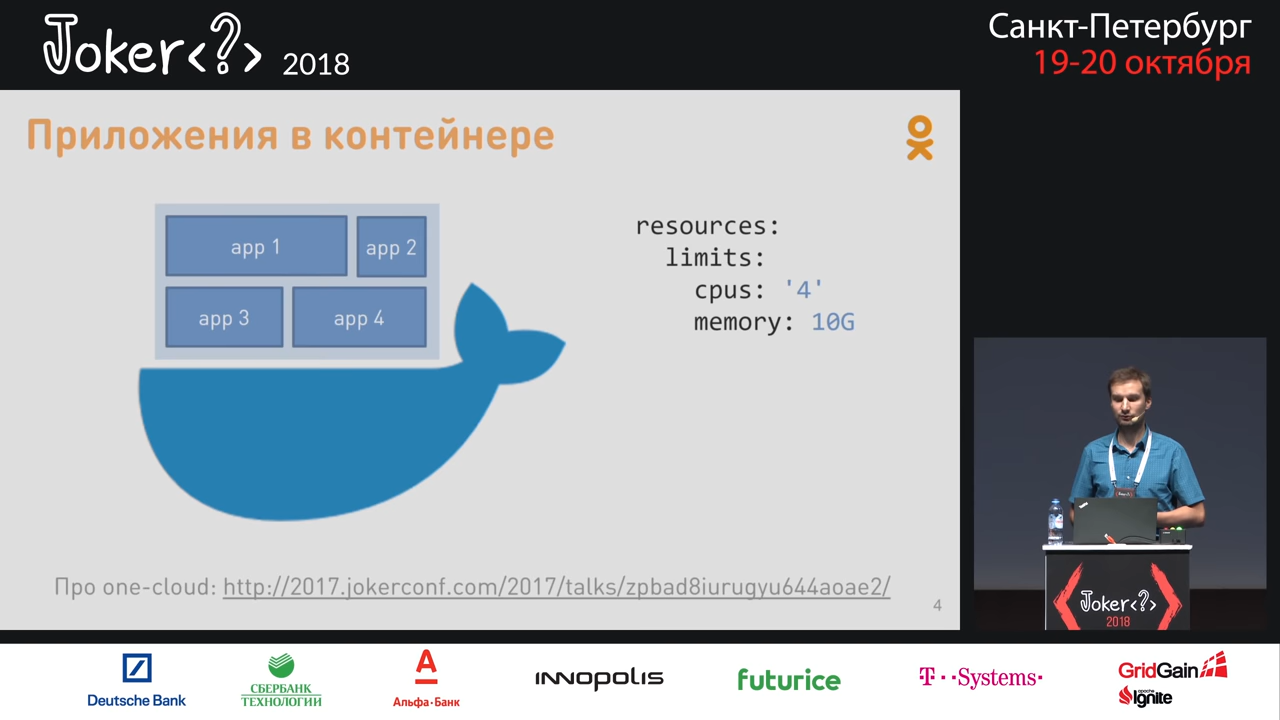 Joker<?> 2018
Санкт-Петербург
19-20 октября
Приложения в контейнере
app 1
app 2
app 3
app 4
resources:
limits:
cpus: '4'
memory: 10G
Про one-cloud: http://2017.jokerconf.com/2017/talks/zpbad8iurugyu644aoae2/
4
Joker<?>
2018
Deutsche Bank
СБЕРБАНК
ТЕХНОЛОГИИ
А
Альфа·Банк
INNOPOLIS
futurice
T··Systems·
GridGain
apache
Ignite